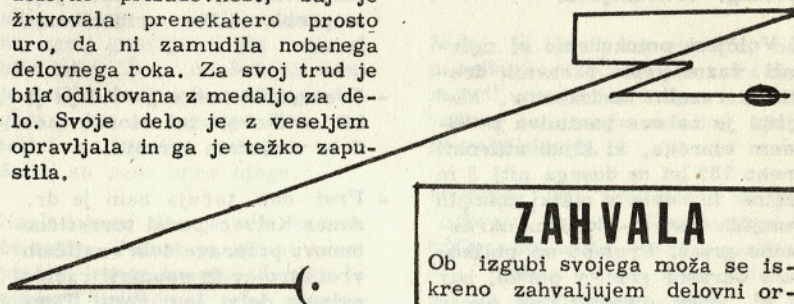 žrtvovala prenekatero prosto
uro, da ni zamudila nobenega
delovnega roka. Za svoj trud je
bila odlikovana z medaljo za de-
lo. Svoje delo je z veseljem
opravljala in ga je težko zapu-
stila.
ZAHVALA
Ob izgubi svojega moža se is-
kreno zahvaljujem delovni or-